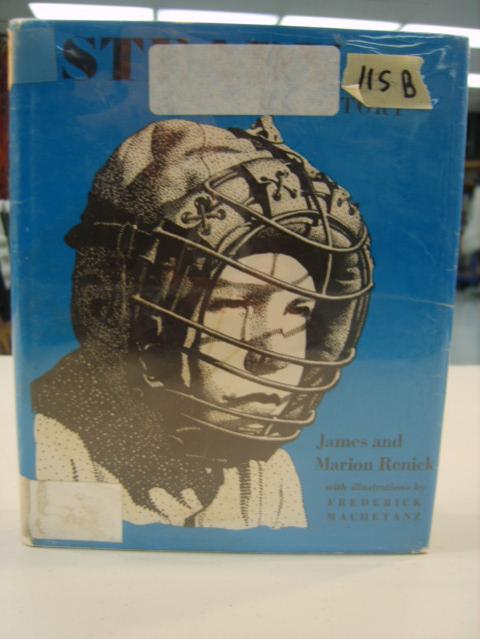 115 B
James and
Marion Renick
with illustrations by
FREDERICK
MACHETANZ